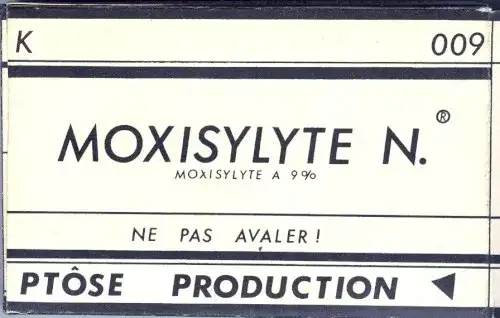 K 009
MOXISYLYTE N.®
MOXISYLYTE A 9%
NE PAS AVALER!
PTÔSE PRODUCTION ◀